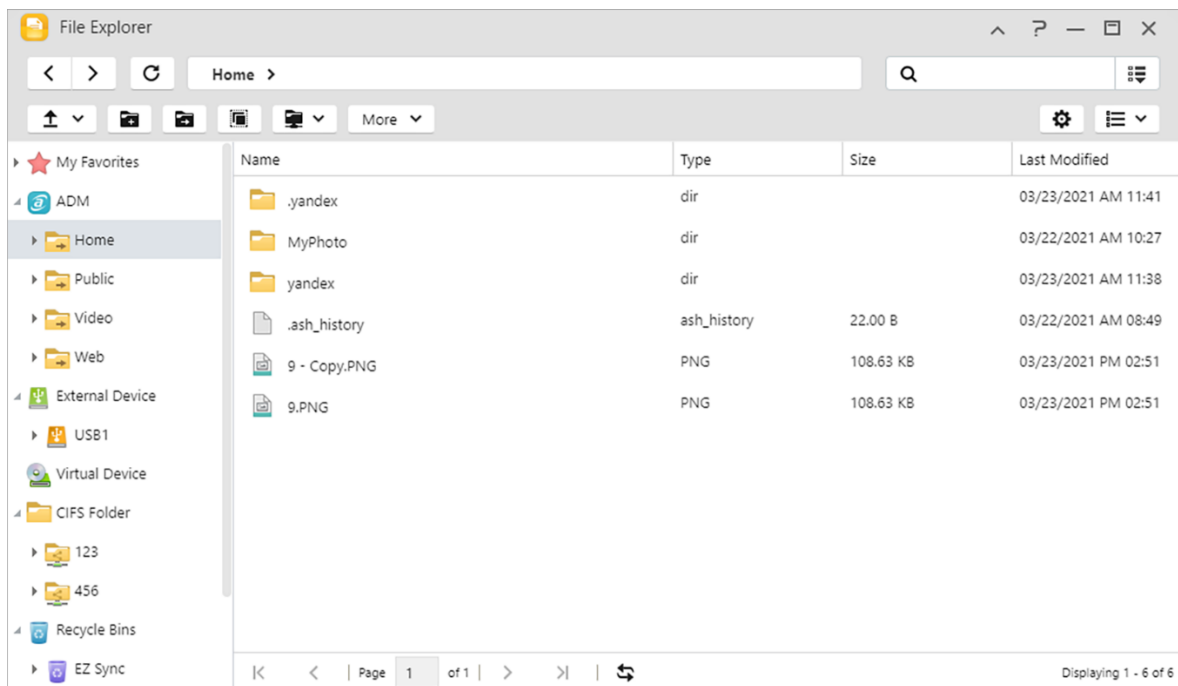 File Explorer
Home >
More
My Favorites
ADM
Home
Public
Video
Web
External Device
USB1
Virtual Device
CIFS Folder
123
456
Recycle Bins
EZ Sync
Name Type Size Last Modified
.yandex dir 03/23/2021 AM 11:41
MyPhoto dir 03/22/2021 AM 10:27
yandex dir 03/23/2021 AM 11:38
.ash_history ash_history 22.00 B 03/22/2021 AM 08:49
9 - Copy.PNG PNG 108.63 KB 03/23/2021 PM 02:51
9.PNG PNG 108.63 KB 03/23/2021 PM 02:51
Page 1 of 1 Displaying 1 - 6 of 6